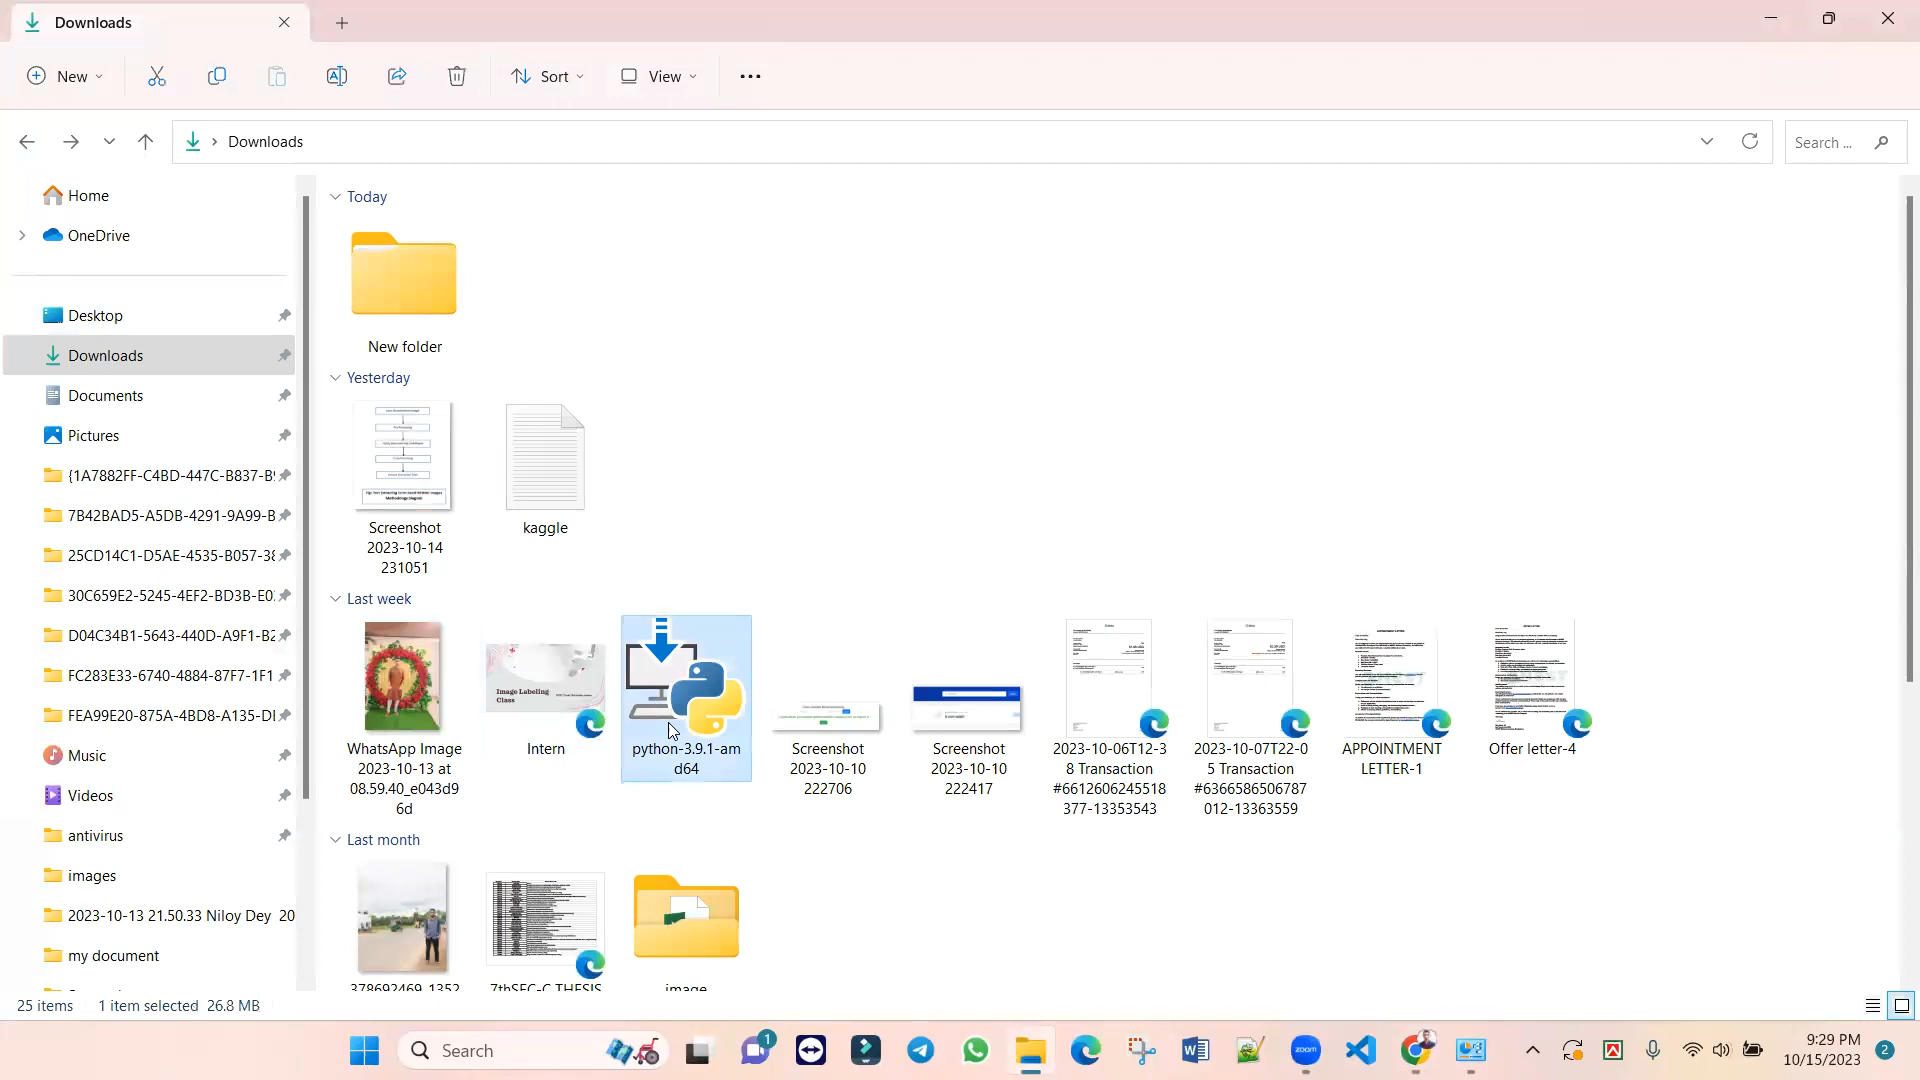 Downloads
New
Sort
View
Downloads
Search ...
Home
OneDrive
Desktop
Downloads
Documents
Pictures
{1A7882FF-C4BD-447C-B837-B
7B42BAD5-A5DB-4291-9A99-B
25CD14C1-D5AE-4535-B057-38
30C659E2-5245-4EF2-BD3B-E0
D04C34B1-5643-440D-A9F1-B2
FC283E33-6740-4884-87F7-1F1
FEA99E20-875A-4BD8-A135-DI
Music
Videos
antivirus
images
2023-10-13 21.50.33 Niloy Dey 20
my document
Today
New folder
Yesterday
Screenshot
2023-10-14
231051
kaggle
Last week
WhatsApp Image
2023-10-13 at
08.59.40_e043d9
6d
Image Labeling
Class
Intern
python-3.9.1-am
d64
Screenshot
2023-10-10
222706
Screenshot
2023-10-10
222417
2023-10-06T12-3
8 Transaction
#6612606245518
377-13353543
2023-10-07T22-0
5 Transaction
#6366586506787
012-13363559
APPOINTMENT
LETTER-1
Offer letter-4
Last month
378692469 1352
7thSEC-C THESIS
image
25 items
1 item selected 26.8 MB
Search
1
zoom
9:29 PM
10/15/2023
2